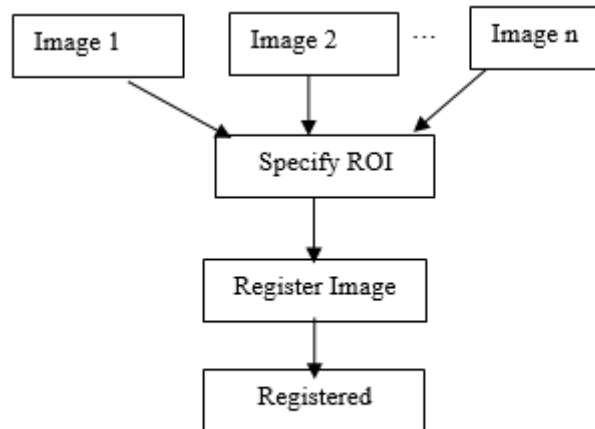 Image 1
Image 2
...
Image n
Specify ROI
Register Image
Registered